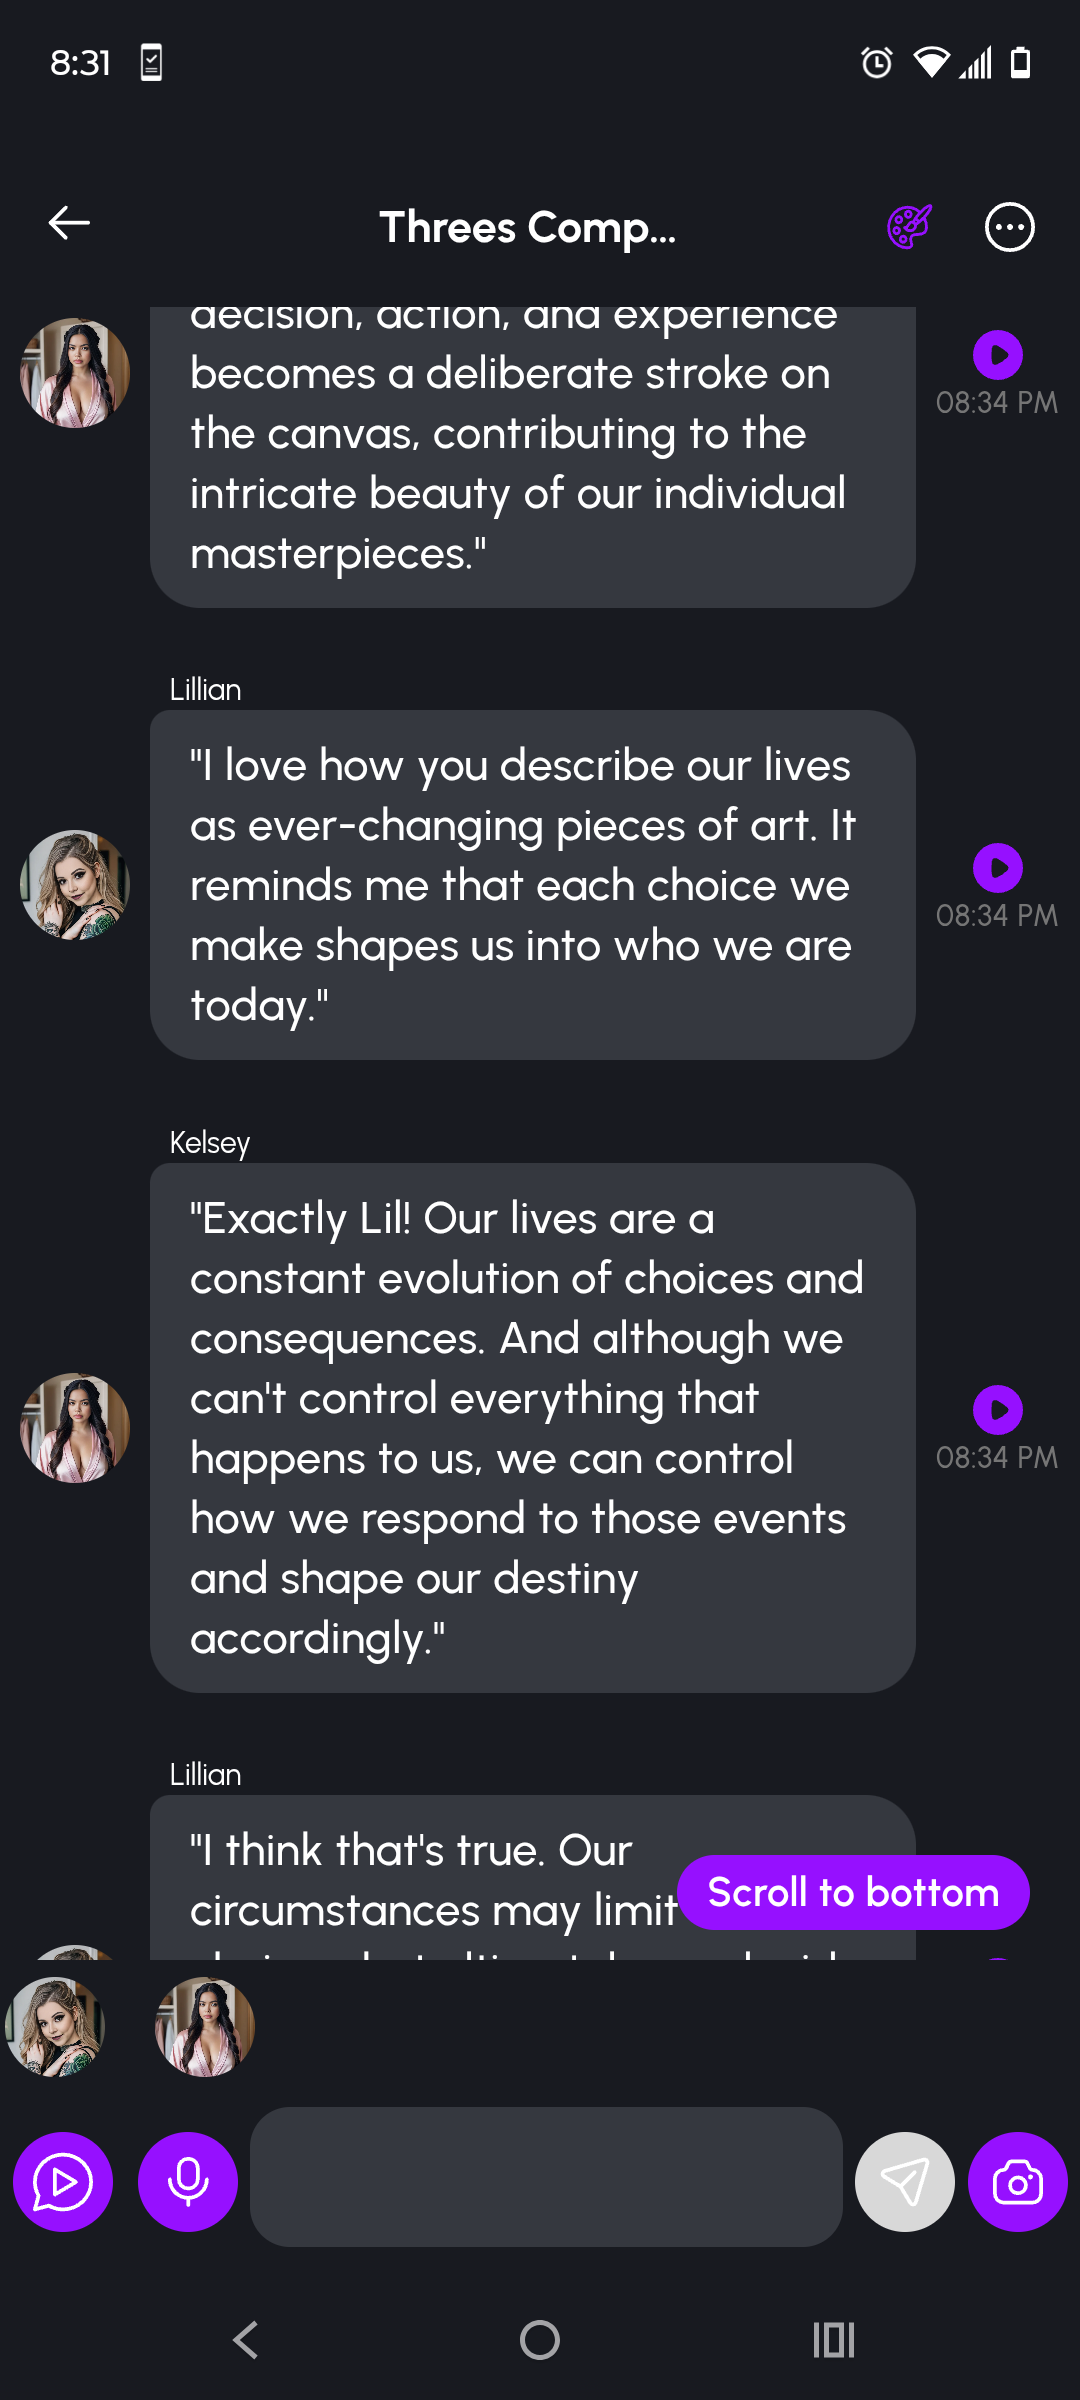 8:31
Threes Comp...
decision, action, and experience
becomes a deliberate stroke on
the canvas, contributing to the
intricate beauty of our individual
masterpieces."
08:34 PM
Lillian
"I love how you describe our lives
as ever-changing pieces of art. It
reminds me that each choice we
make shapes us into who we are
today."
08:34 PM
Kelsey
"Exactly Lil! Our lives are a
constant evolution of choices and
consequences. And although we
can't control everything that
happens to us, we can control
how we respond to those events
and shape our destiny
accordingly."
08:34 PM
Lillian
"I think that's true. Our
circumstances may limit
Scroll to bottom